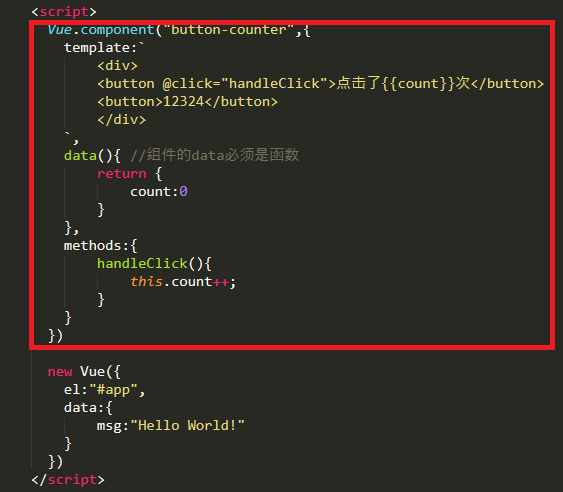 <script>
Vue.component("button-counter",{
template:`
<div>
<button @click="handleClick">点击了{{count}}次</button>
<button>12324</button>
</div>
`,
data(){ //组件的data必须是函数
return {
count:0
}
},
methods:{
handleClick(){
this.count++;
}
}
})
new Vue({
el:"#app",
data:{
msg:"Hello World!"
}
})
</script>